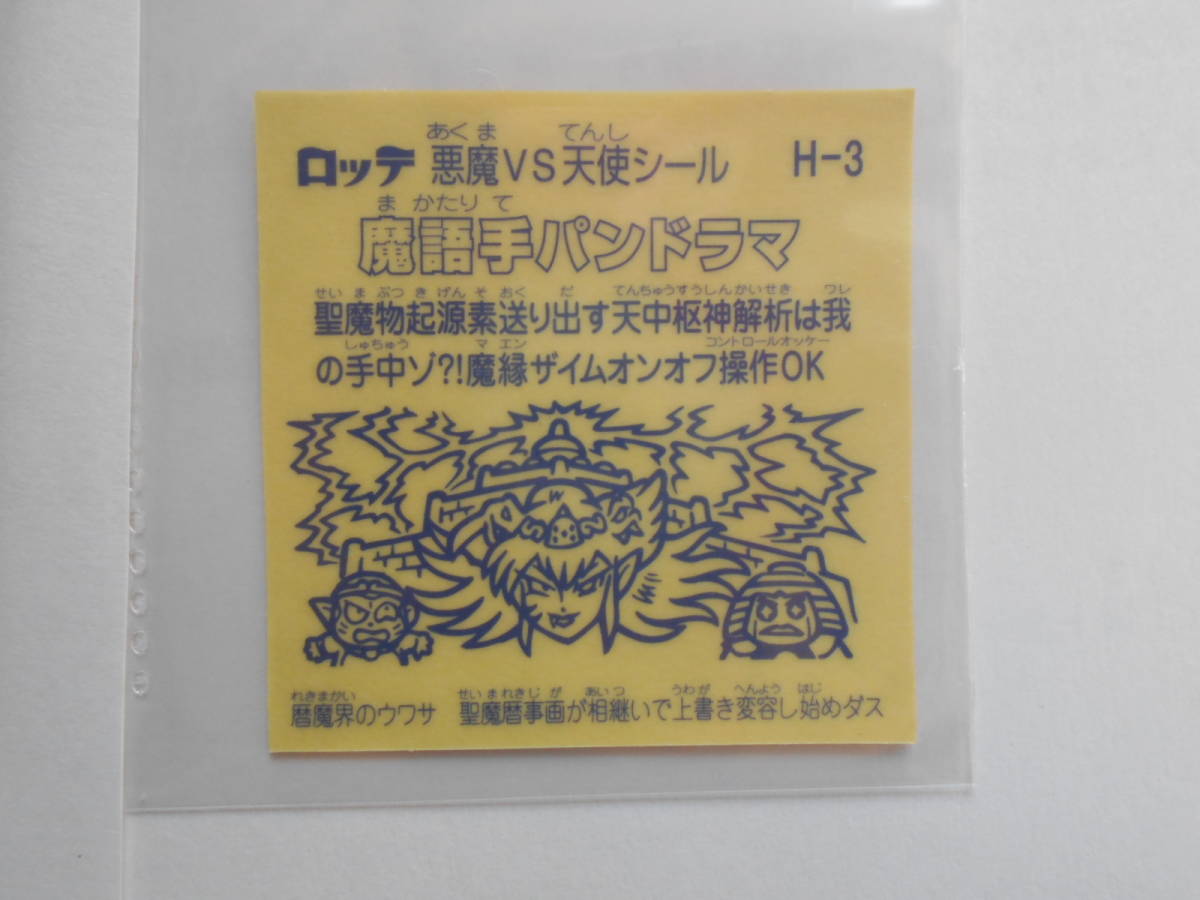 あくま てんし
ロッテ 悪魔VS天使シール H-3
ま かたり て
魔語手パンドラマ
せい ま ぶつ き げん そ おく だ てんちゅうすうしんかいせき ワレ
聖魔物起源素送り出す天中枢神解析は我
しゅちゅう マ エン コントロールオッケー
の手中ゾ?!魔縁ザイムオンオフ操作OK
れきまかい せい ま れき じ が あいつ うわが へんよう はじ
暦魔界のウワサ 聖魔暦事画が相継いで上書き変容し始めダス